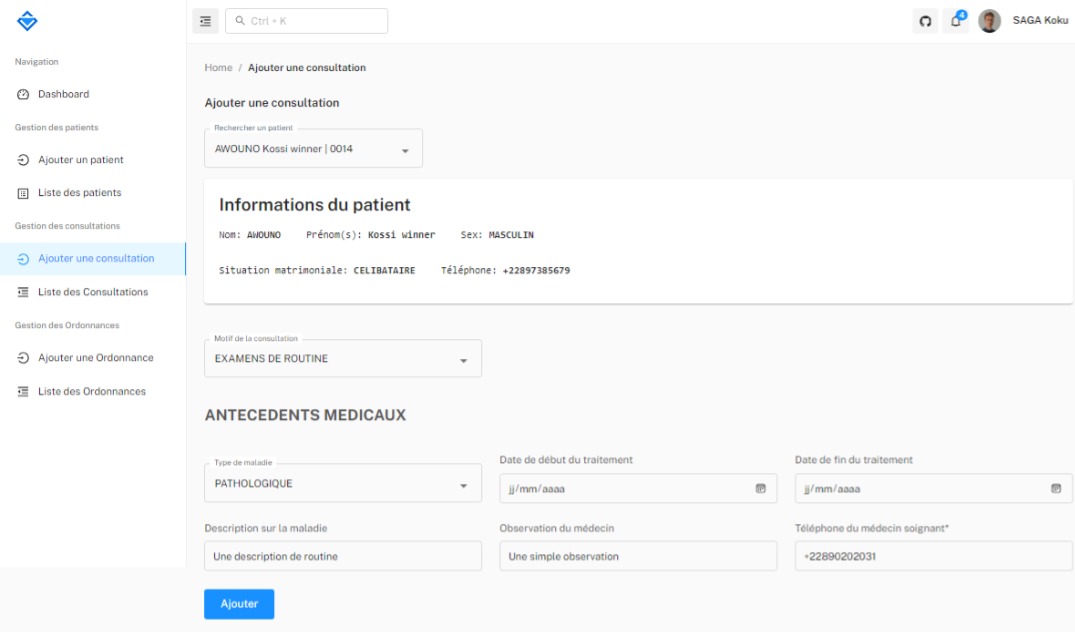 Ctrl + K
4
SAGA Koku
Navigation
Dashboard
Gestion des patients
Ajouter un patient
Liste des patients
Gestion des consultations
Ajouter une consultation
Liste des Consultations
Gestion des Ordonnances
Ajouter une Ordonnance
Liste des Ordonnances
Home / Ajouter une consultation
Ajouter une consultation
Rechercher un patient
AWOUNO Kossi winner | 0014
Informations du patient
Nom: AWOUNO Prénom(s): Kossi winner Sex: MASCULIN
Situation matrimoniale: CELIBATAIRE Téléphone: +22897385679
Motif de la consultation
EXAMENS DE ROUTINE
ANTECEDENTS MEDICAUX
Type de maladie
PATHOLOGIQUE
Date de début du traitement
jj/mm/aaaa
Date de fin du traitement
jj/mm/aaaa
Description sur la maladie
Une description de routine
Observation du médecin
Une simple observation
Téléphone du médecin soignant*
+22890202031
Ajouter